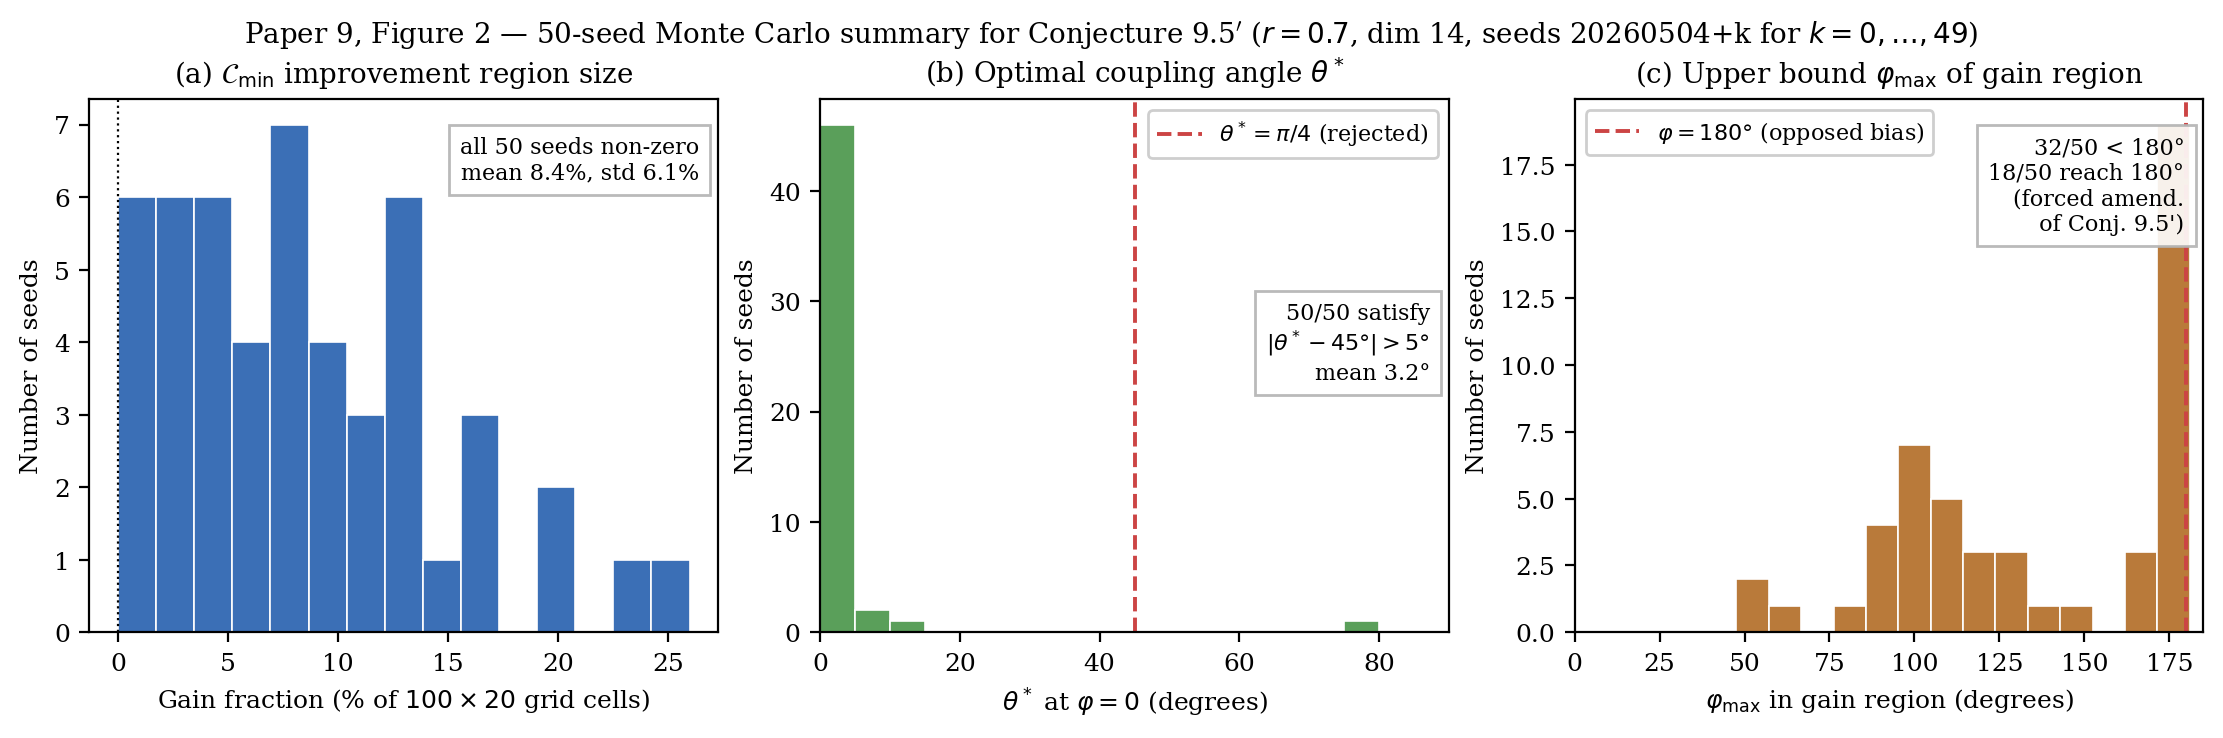 Paper 9, Figure 2 — 50-seed Monte Carlo summary for Conjecture 9.5′ (r = 0.7, dim 14, seeds 20260504+k for k = 0, …, 49)
(a) 𝒞min improvement region size
7
6
5
4
3
2
1
0
Number of seeds
all 50 seeds non-zero
mean 8.4%, std 6.1%
0 5 10 15 20 25
Gain fraction (% of 100 × 20 grid cells)
(b) Optimal coupling angle θ*
40
30
20
10
0
Number of seeds
θ* = π/4 (rejected)
50/50 satisfy
|θ* − 45°| > 5°
mean 3.2°
0 20 40 60 80
θ* at φ = 0 (degrees)
(c) Upper bound φmax of gain region
17.5
15.0
12.5
10.0
7.5
5.0
2.5
0.0
Number of seeds
φ = 180° (opposed bias)
32/50 < 180°
18/50 reach 180°
(forced amend.
of Conj. 9.5')
0 25 50 75 100 125 150 175
φmax in gain region (degrees)